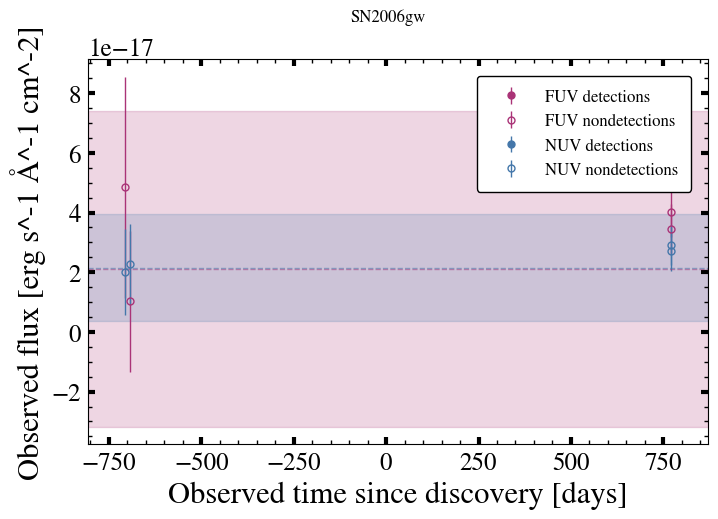 SN2006gw
1e−17
8
6
4
2
0
−2
Observed flux [erg s^-1 Å^-1 cm^-2]
FUV detections
FUV nondetections
NUV detections
NUV nondetections
−750 −500 −250 0 250 500 750
Observed time since discovery [days]